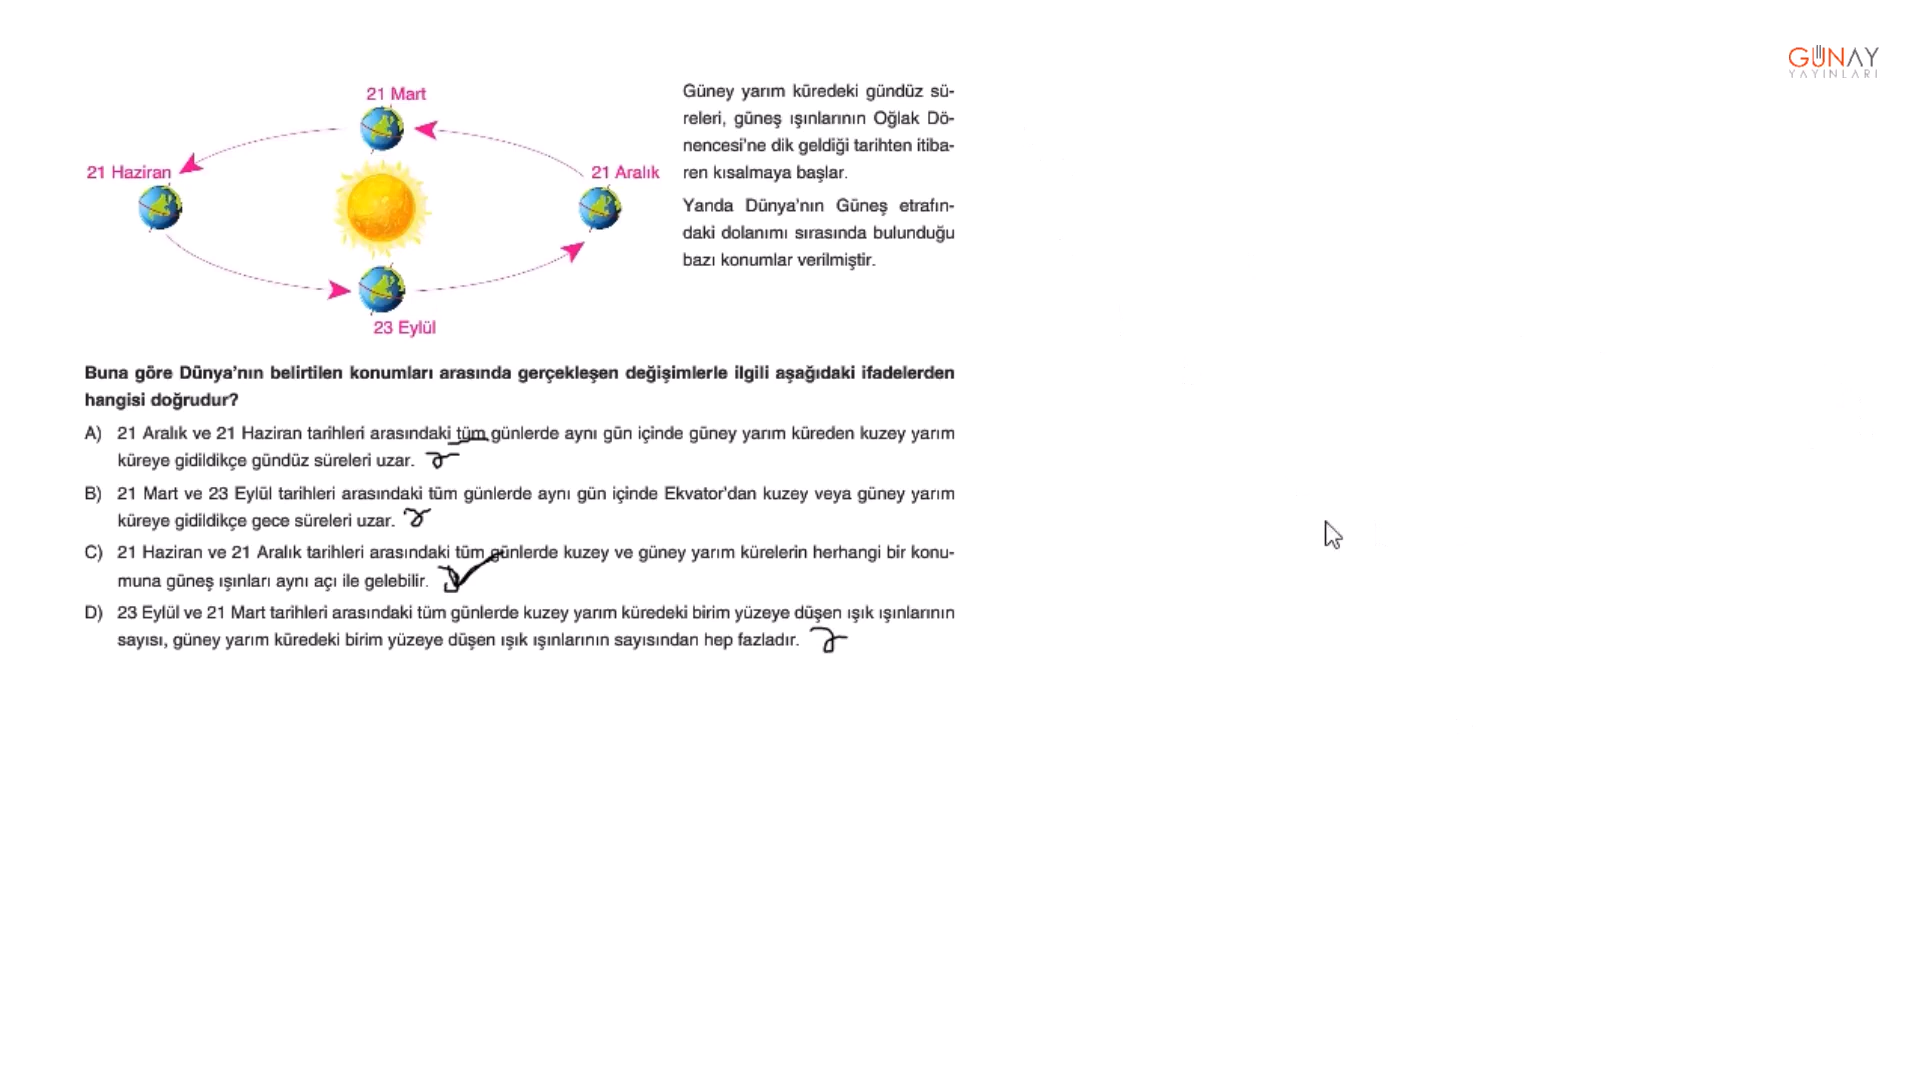 GÜNAY
YAYINLARI
21 Mart
21 Haziran
21 Aralık
23 Eylül
Güney yarım küredeki gündüz sü-
releri, güneş ışınlarının Oğlak Dö-
nencesi'ne dik geldiği tarihten itiba-
ren kısalmaya başlar.
Yanda Dünya'nın Güneş etrafın-
daki dolanımı sırasında bulunduğu
bazı konumlar verilmiştir.
Buna göre Dünya'nın belirtilen konumları arasında gerçekleşen değişimlerle ilgili aşağıdaki ifadelerden
hangisi doğrudur?
A) 21 Aralık ve 21 Haziran tarihleri arasındaki tüm günlerde aynı gün içinde güney yarım küreden kuzey yarım
küreye gidildikçe gündüz süreleri uzar.
B) 21 Mart ve 23 Eylül tarihleri arasındaki tüm günlerde aynı gün içinde Ekvator'dan kuzey veya güney yarım
küreye gidildikçe gece süreleri uzar.
C) 21 Haziran ve 21 Aralık tarihleri arasındaki tüm günlerde kuzey ve güney yarım kürelerin herhangi bir konu-
muna güneş ışınları aynı açı ile gelebilir.
D) 23 Eylül ve 21 Mart tarihleri arasındaki tüm günlerde kuzey yarım küredeki birim yüzeye düşen ışık ışınlarının
sayısı, güney yarım küredeki birim yüzeye düşen ışık ışınlarının sayısından hep fazladır.